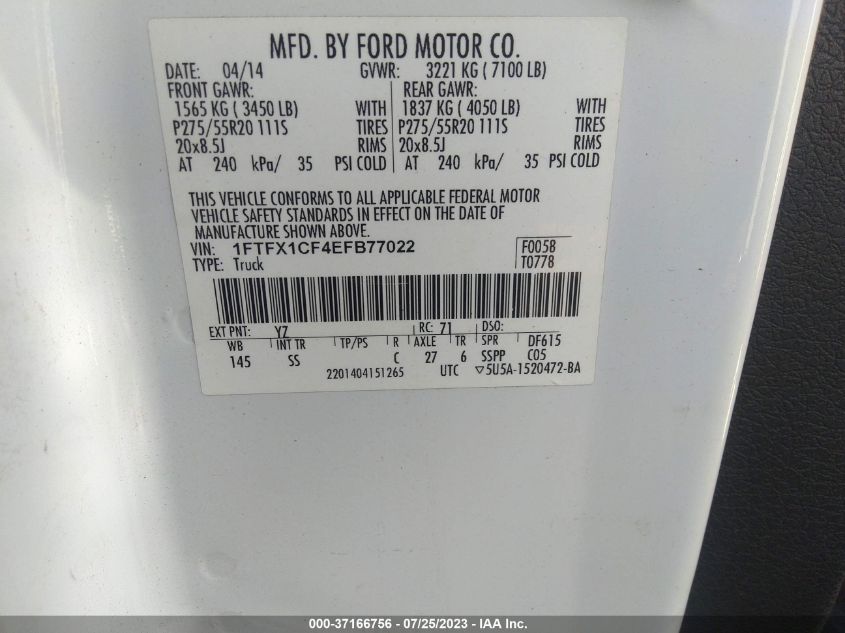 MFD. BY FORD MOTOR CO.
DATE: 04/14 GVWR: 3221 KG ( 7100 LB)
FRONT GAWR: REAR GAWR:
1565 KG ( 3450 LB) WITH 1837 KG ( 4050 LB) WITH
P275/55R20 111S TIRES P275/55R20 111S TIRES
20x8.5J RIMS 20x8.5J RIMS
AT 240 kPa/ 35 PSI COLD AT 240 kPa/ 35 PSI COLD
THIS VEHICLE CONFORMS TO ALL APPLICABLE FEDERAL MOTOR
VEHICLE SAFETY STANDARDS IN EFFECT ON THE DATE OF
MANUFACTURE SHOWN ABOVE.
VIN: 1FTFX1CF4EFB77022 F0058
TYPE: Truck T0778
EXT PNT: YZ RC: 71 DSO:
WB INT TR TP/PS R AXLE TR SPR DF615
145 SS C 27 6 SSPP C05
2201404151265 UTC ▽5U5A-1520472-BA
000-37166756 - 07/25/2023 - IAA Inc.